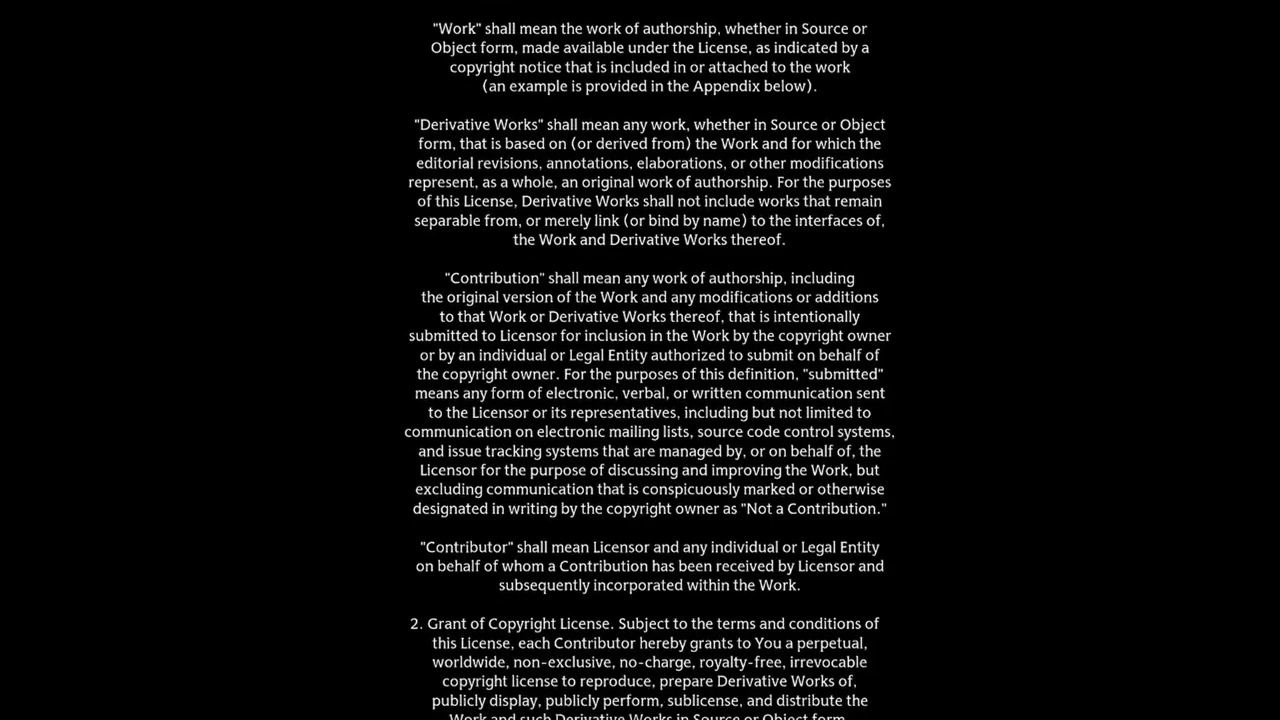 "Work" shall mean the work of authorship, whether in Source or
Object form, made available under the License, as indicated by a
copyright notice that is included in or attached to the work
(an example is provided in the Appendix below).
"Derivative Works" shall mean any work, whether in Source or Object
form, that is based on (or derived from) the Work and for which the
editorial revisions, annotations, elaborations, or other modifications
represent, as a whole, an original work of authorship. For the purposes
of this License, Derivative Works shall not include works that remain
separable from, or merely link (or bind by name) to the interfaces of,
the Work and Derivative Works thereof.
"Contribution" shall mean any work of authorship, including
the original version of the Work and any modifications or additions
to that Work or Derivative Works thereof, that is intentionally
submitted to Licensor for inclusion in the Work by the copyright owner
or by an individual or Legal Entity authorized to submit on behalf of
the copyright owner. For the purposes of this definition, "submitted"
means any form of electronic, verbal, or written communication sent
to the Licensor or its representatives, including but not limited to
communication on electronic mailing lists, source code control systems,
and issue tracking systems that are managed by, or on behalf of, the
Licensor for the purpose of discussing and improving the Work, but
excluding communication that is conspicuously marked or otherwise
designated in writing by the copyright owner as "Not a Contribution."
"Contributor" shall mean Licensor and any individual or Legal Entity
on behalf of whom a Contribution has been received by Licensor and
subsequently incorporated within the Work.
2. Grant of Copyright License. Subject to the terms and conditions of
this License, each Contributor hereby grants to You a perpetual,
worldwide, non-exclusive, no-charge, royalty-free, irrevocable
copyright license to reproduce, prepare Derivative Works of,
publicly display, publicly perform, sublicense, and distribute the
Work and such Derivative Works in Source or Object form.